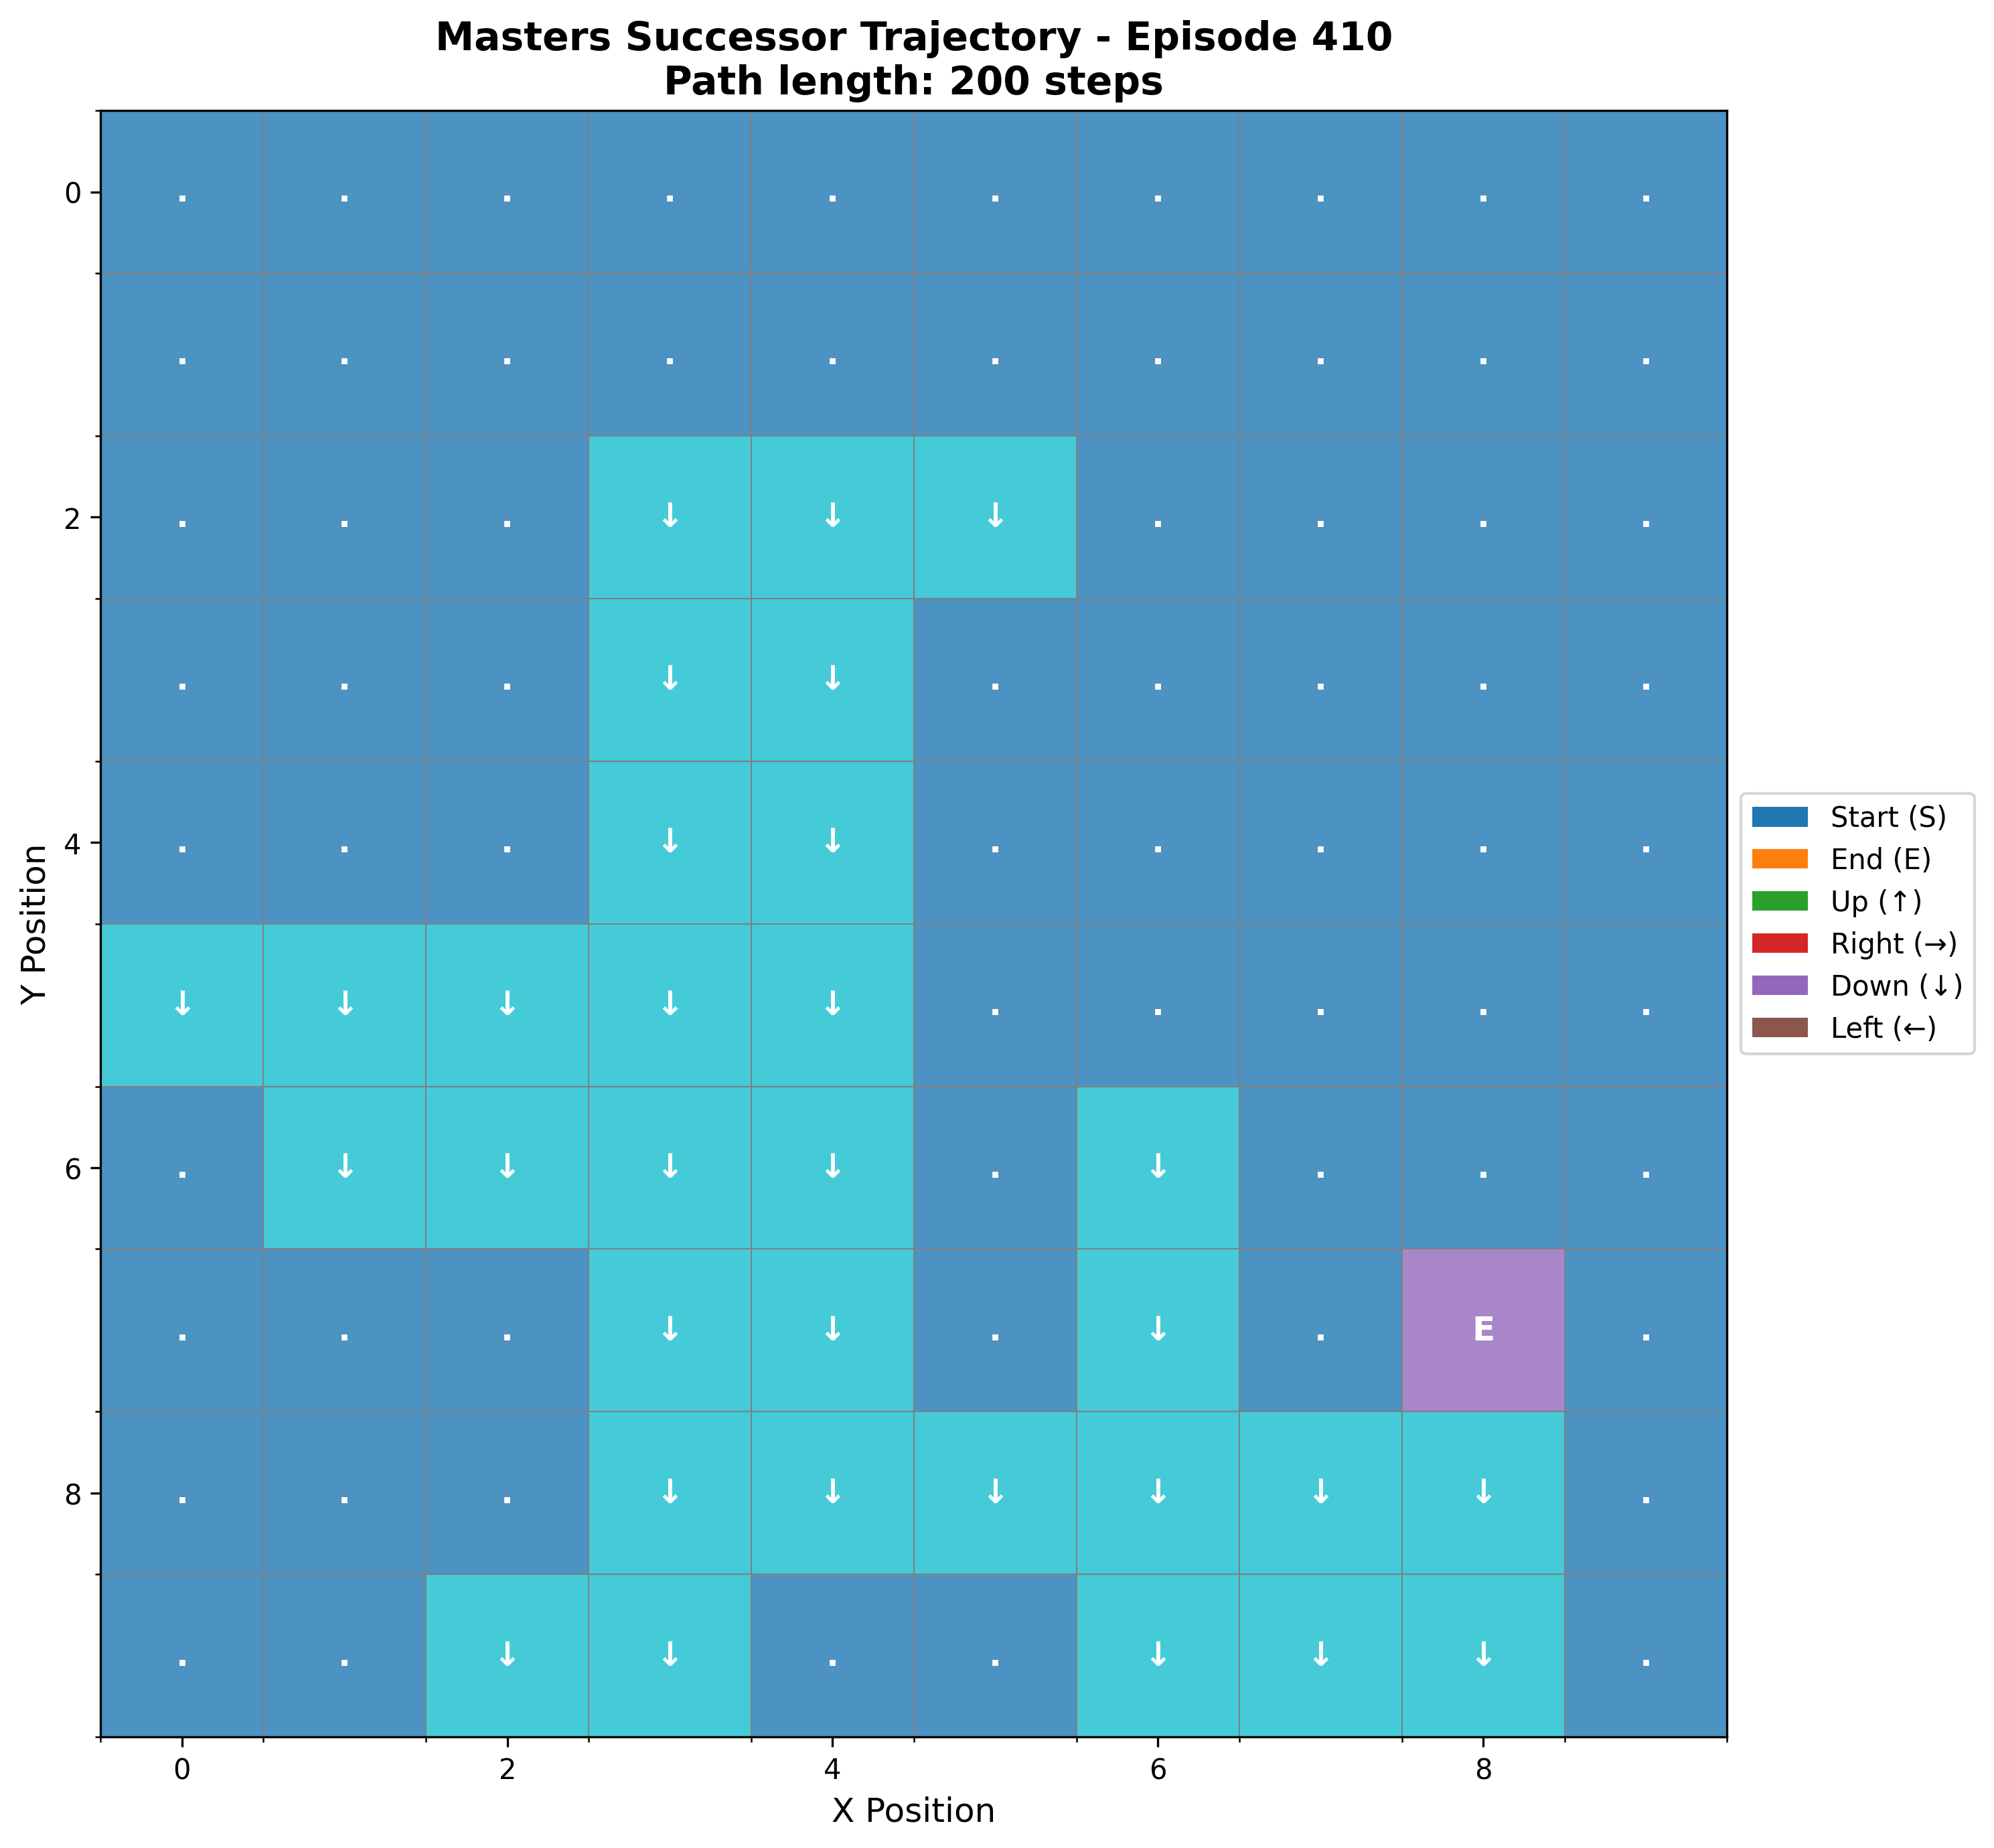 Masters Successor Trajectory - Episode 410
Path length: 200 steps
0 . . . . . . . . . .
. . . . . . . . . .
2 . . . ↓ ↓ ↓ . . . .
. . . ↓ ↓ . . . . .
4 . . . ↓ ↓ . . . . .
↓ ↓ ↓ ↓ ↓ . . . . .
6 . ↓ ↓ ↓ ↓ . ↓ . . .
. . . ↓ ↓ . ↓ . E .
8 . . . ↓ ↓ ↓ ↓ ↓ ↓ .
. . ↓ ↓ . . ↓ ↓ ↓ .
0 2 4 6 8
X Position
Y Position
Start (S)
End (E)
Up (↑)
Right (→)
Down (↓)
Left (←)